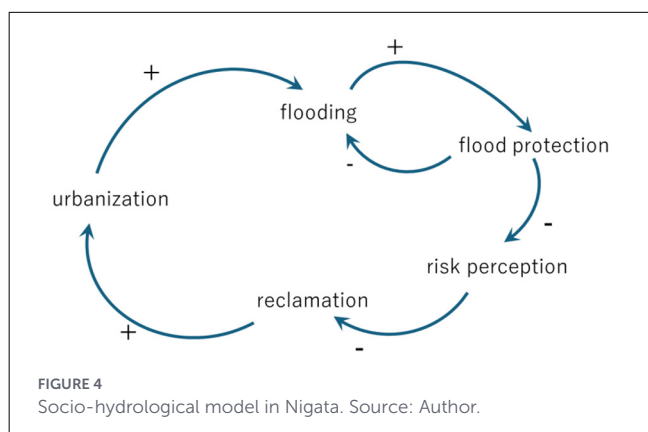 +
+
flooding
flood protection
-
urbanization
-
risk perception
reclamation
+
-
FIGURE 4
Socio-hydrological model in Nigata. Source: Author.